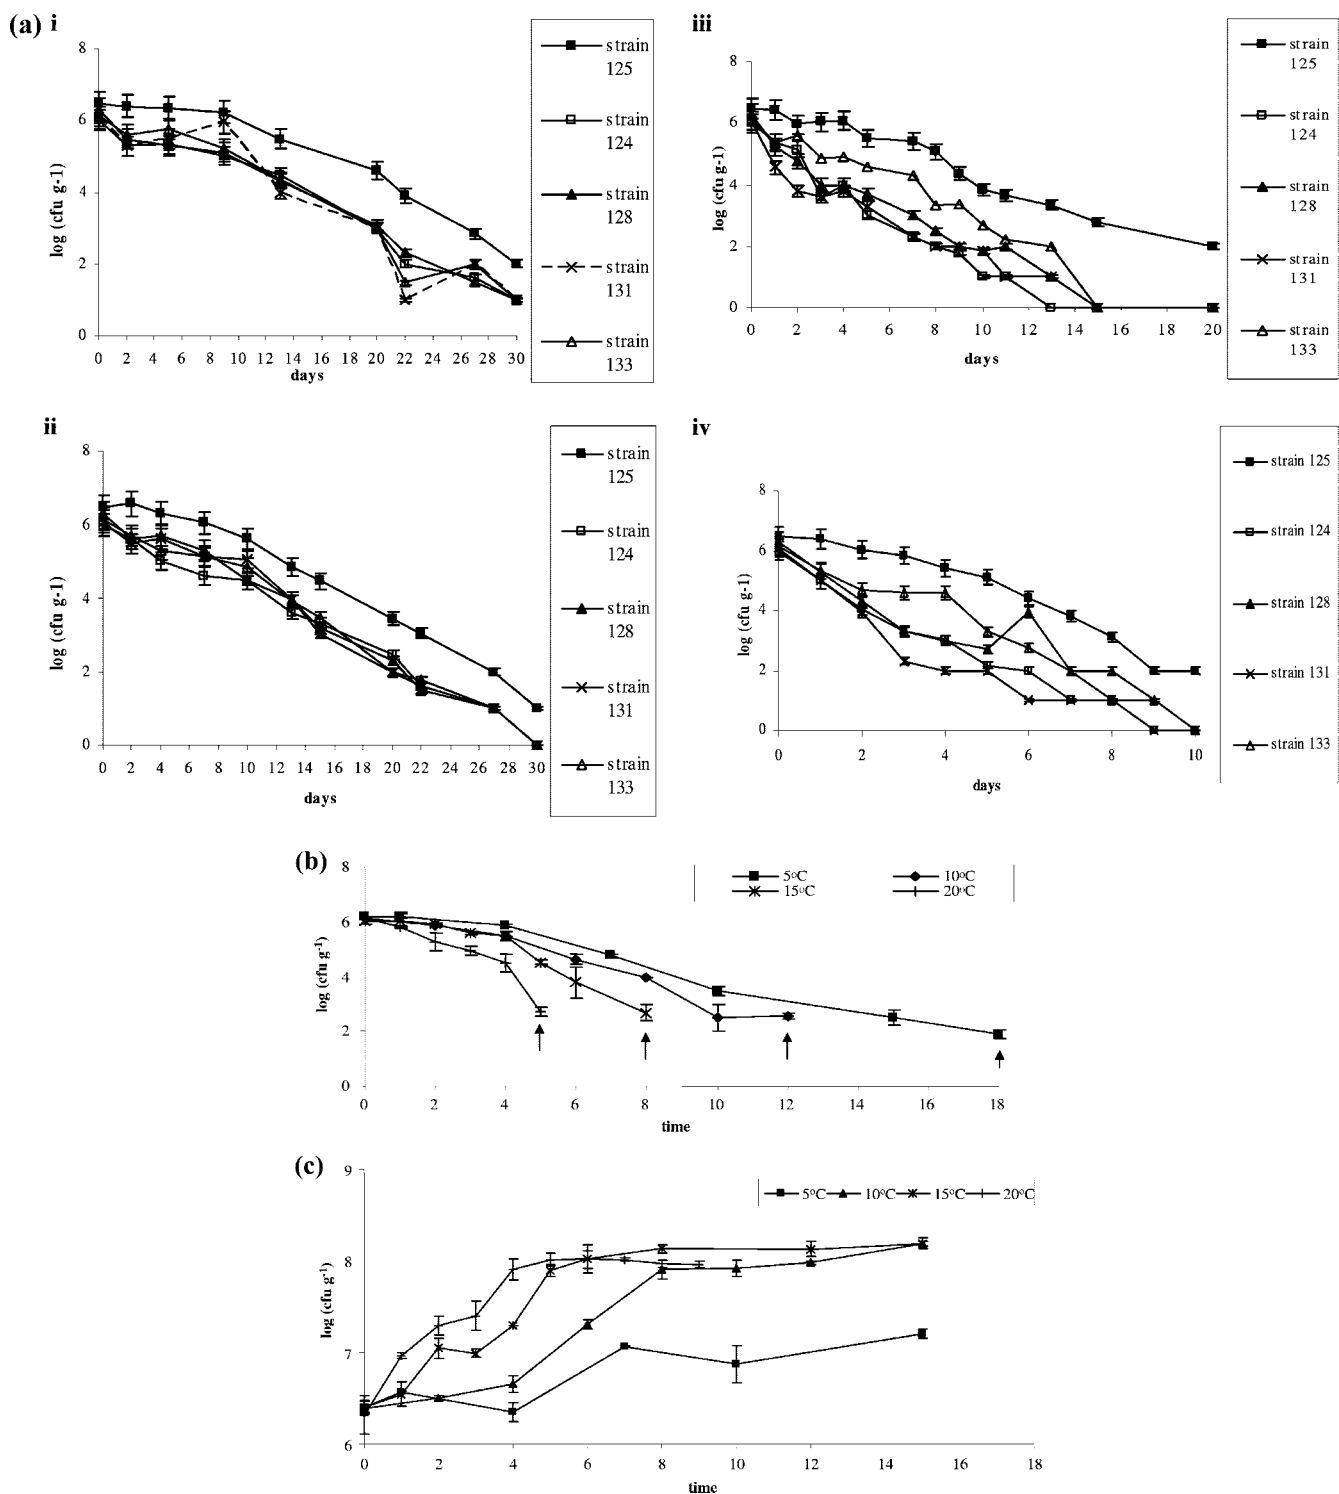 (a) i
8
6
4
2
0
log (cfu g-1)
0 2 4 6 8 10 12 14 16 18 20 22 24 26 28 30
days
strain
125
strain
124
strain
128
strain
131
strain
133
iii
8
6
4
2
0
log (cfu g-1)
0 2 4 6 8 10 12 14 16 18 20
days
strain
125
strain
124
strain
128
strain
131
strain
133
ii
8
6
4
2
0
log (cfu g-1)
0 2 4 6 8 10 12 14 16 18 20 22 24 26 28 30
days
strain
125
strain
124
strain
128
strain
131
strain
133
iv
8
6
4
2
0
log (cfu g-1)
0 2 4 6 8 10
days
strain 125
strain 124
strain 128
strain 131
strain 133
(b)
8
6
4
2
0
log (cfu g-1)
5ºC 10ºC
15ºC 20ºC
0 2 4 6 8 10 12 14 16 18
time
(c)
9
8
7
6
log (cfu g-1)
5ºC 10ºC 15ºC 20ºC
0 2 4 6 8 10 12 14 16 18
time